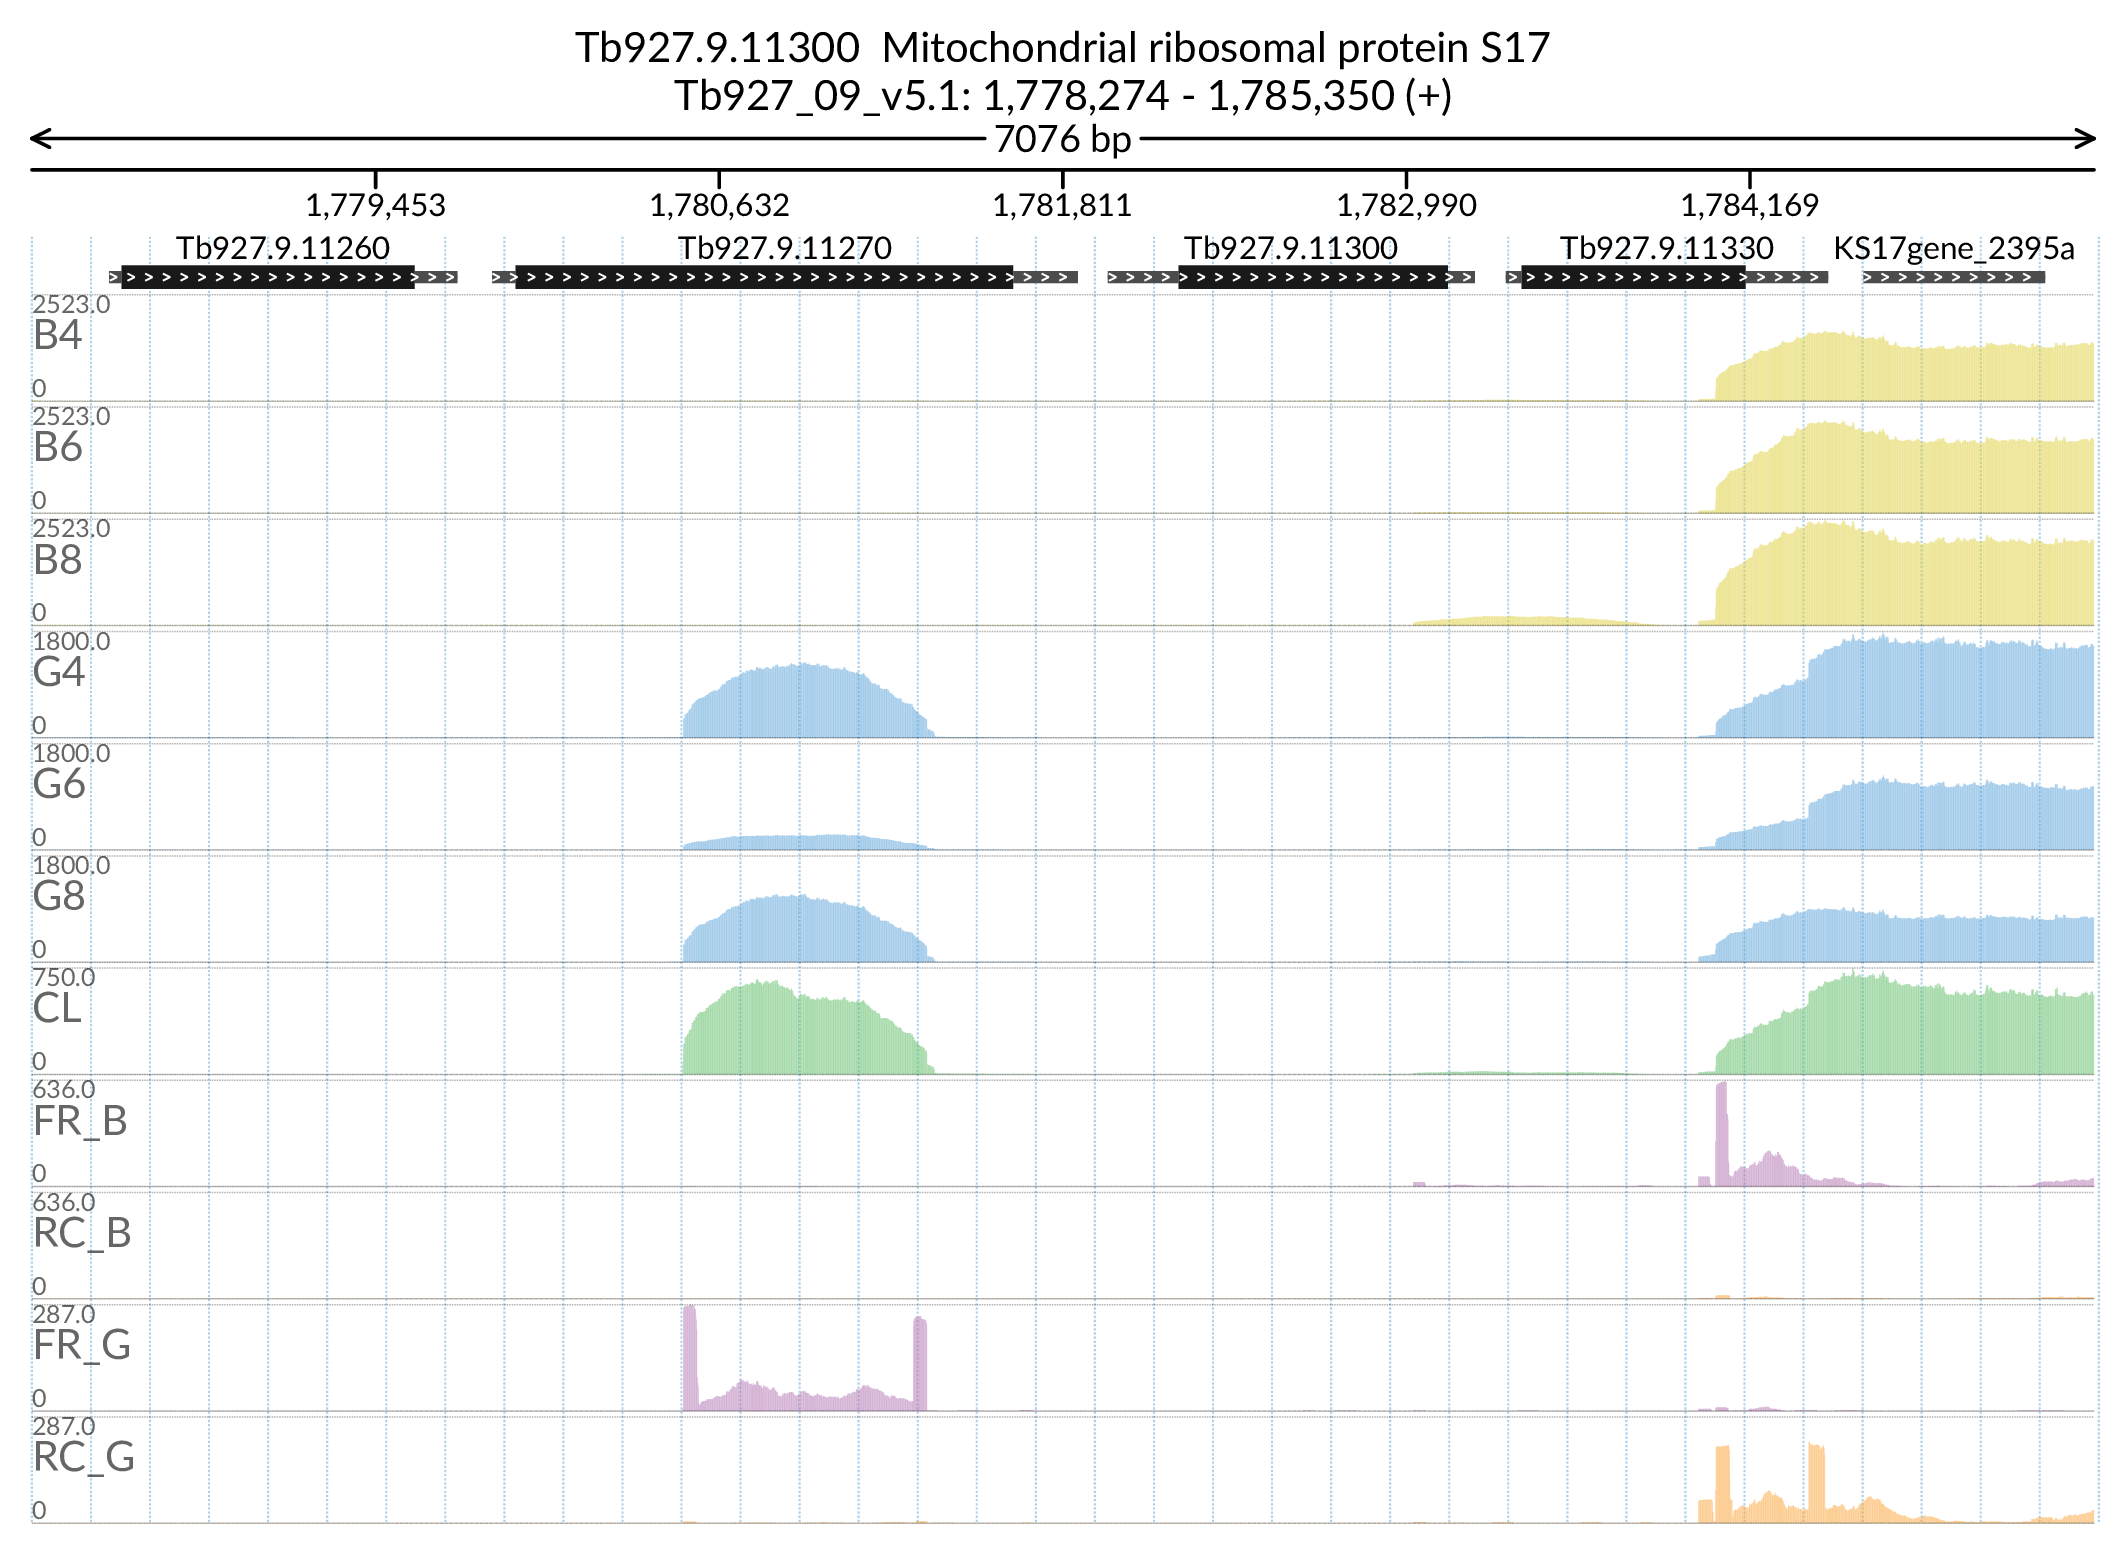 Tb927.9.11300  Mitochondrial ribosomal protein S17
Tb927_09_v5.1: 1,778,274 - 1,785,350 (+)
7076 bp
1,779,453 1,780,632 1,781,811 1,782,990 1,784,169
Tb927.9.11260 Tb927.9.11270 Tb927.9.11300 Tb927.9.11330 KS17gene_2395a
2523.0
B4
0
2523.0
B6
0
2523.0
B8
0
1800.0
G4
0
1800.0
G6
0
1800.0
G8
0
750.0
CL
0
636.0
FR_B
0
636.0
RC_B
0
287.0
FR_G
0
287.0
RC_G
0